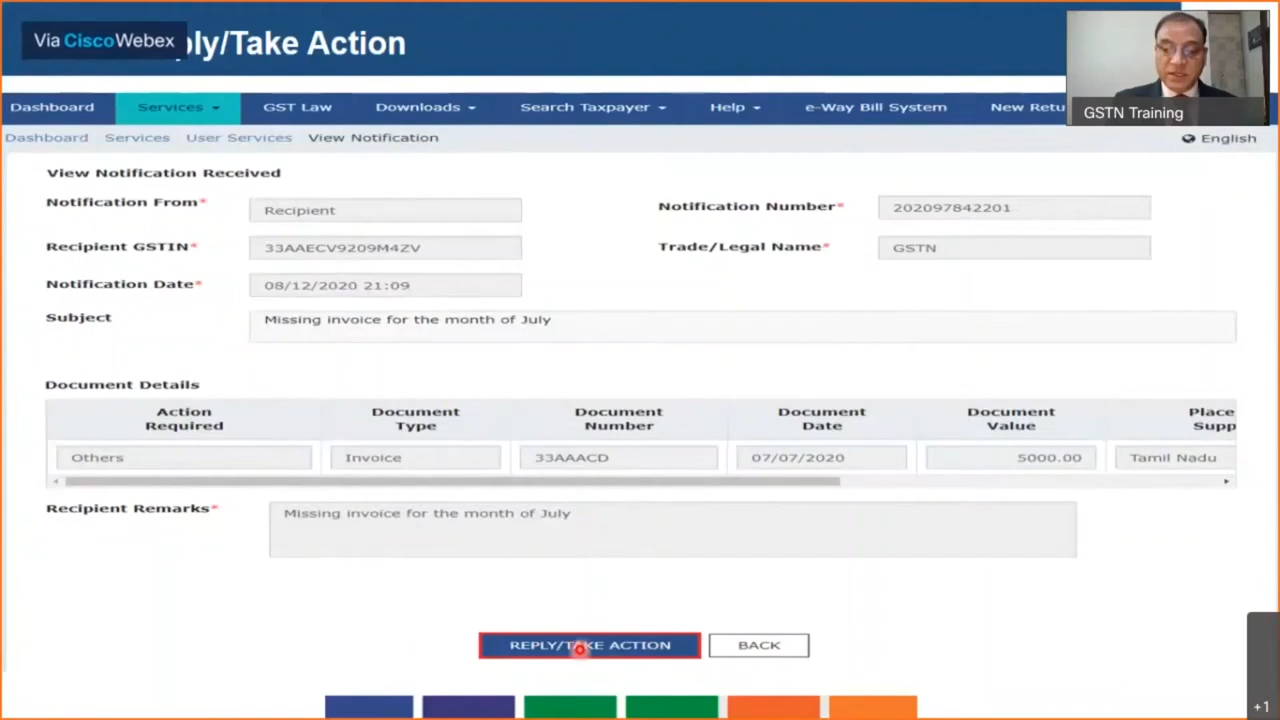 Via CiscoWebex
ply/Take Action
GSTN Training
Dashboard Services GST Law Downloads Search Taxpayer Help e-Way Bill System New Retu
Dashboard Services User Services View Notification English
View Notification Received
Notification From* Recipient Notification Number* 202097842201
Recipient GSTIN* 33AAECV9209M4ZV Trade/Legal Name* GSTN
Notification Date* 08/12/2020 21:09
Subject Missing invoice for the month of July
Document Details
Action Required Document Type Document Number Document Date Document Value Place Supp
Others Invoice 33AAACD 07/07/2020 5000.00 Tamil Nadu
Recipient Remarks* Missing invoice for the month of July
REPLY/TAKE ACTION BACK
+1